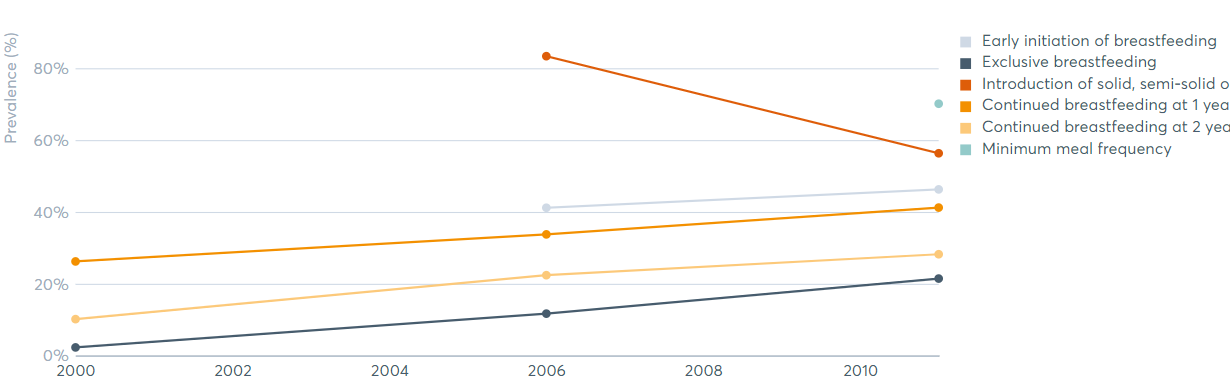 Prevalence (%)
80%
60%
40%
20%
0%
2000 2002 2004 2006 2008 2010
Early initiation of breastfeeding
Exclusive breastfeeding
Introduction of solid, semi-solid o
Continued breastfeeding at 1 yea
Continued breastfeeding at 2 yea
Minimum meal frequency